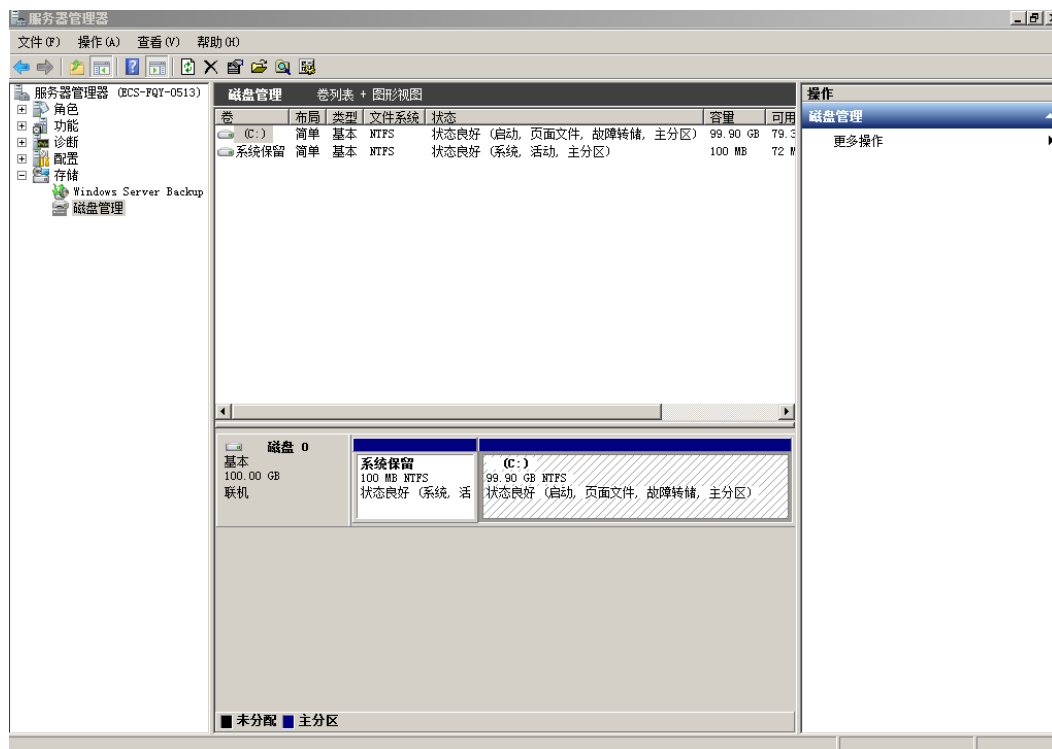 服务器管理器
文件(F) 操作(A) 查看(V) 帮助(H)
服务器管理器 (ECS-FQY-0513)
角色
功能
诊断
配置
存储
Windows Server Backup
磁盘管理
磁盘管理 卷列表 + 图形视图
卷 布局 类型 文件系统 状态 容量 可用
(C:) 简单 基本 NTFS 状态良好 (启动, 页面文件, 故障转储, 主分区) 99.90 GB 79.3
系统保留 简单 基本 NTFS 状态良好 (系统, 活动, 主分区) 100 MB 72 M
磁盘 0
基本
100.00 GB
联机
系统保留
100 MB NTFS
状态良好 (系统, 活
(C:)
99.90 GB NTFS
状态良好 (启动, 页面文件, 故障转储, 主分区)
未分配 主分区
操作
磁盘管理
更多操作